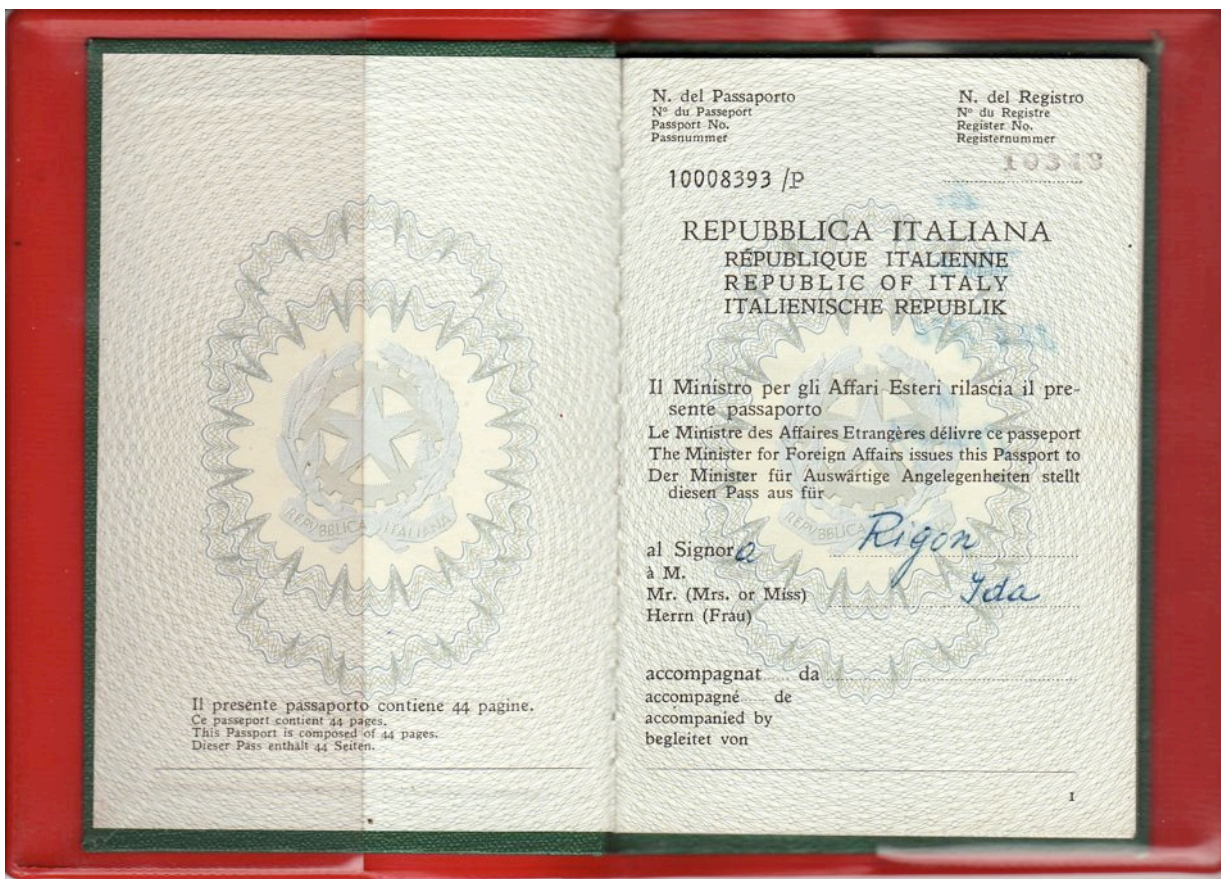 Il presente passaporto contiene 44 pagine.
Ce passeport contient 44 pages.
This Passport is composed of 44 pages.
Dieser Pass enthält 44 Seiten.
REPVBBLICA ITALIANA
N. del Passaporto
Nº du Passeport
Passport No.
Passnummer
10008393 /P
N. del Registro
Nº du Registre
Register No.
Registernummer
10348
REPUBBLICA ITALIANA
RÉPUBLIQUE ITALIENNE
REPUBLIC OF ITALY
ITALIENISCHE REPUBLIK
Il Ministro per gli Affari Esteri rilascia il pre-
sente passaporto
Le Ministre des Affaires Etrangères délivre ce passeport
The Minister for Foreign Affairs issues this Passport to
Der Minister für Auswärtige Angelegenheiten stellt
diesen Pass aus für
REPVBBLICA ITALIANA
al Signora Rigon
à M.
Mr. (Mrs. or Miss) Ida
Herrn (Frau)
accompagnat da
accompagné de
accompanied by
begleitet von
I